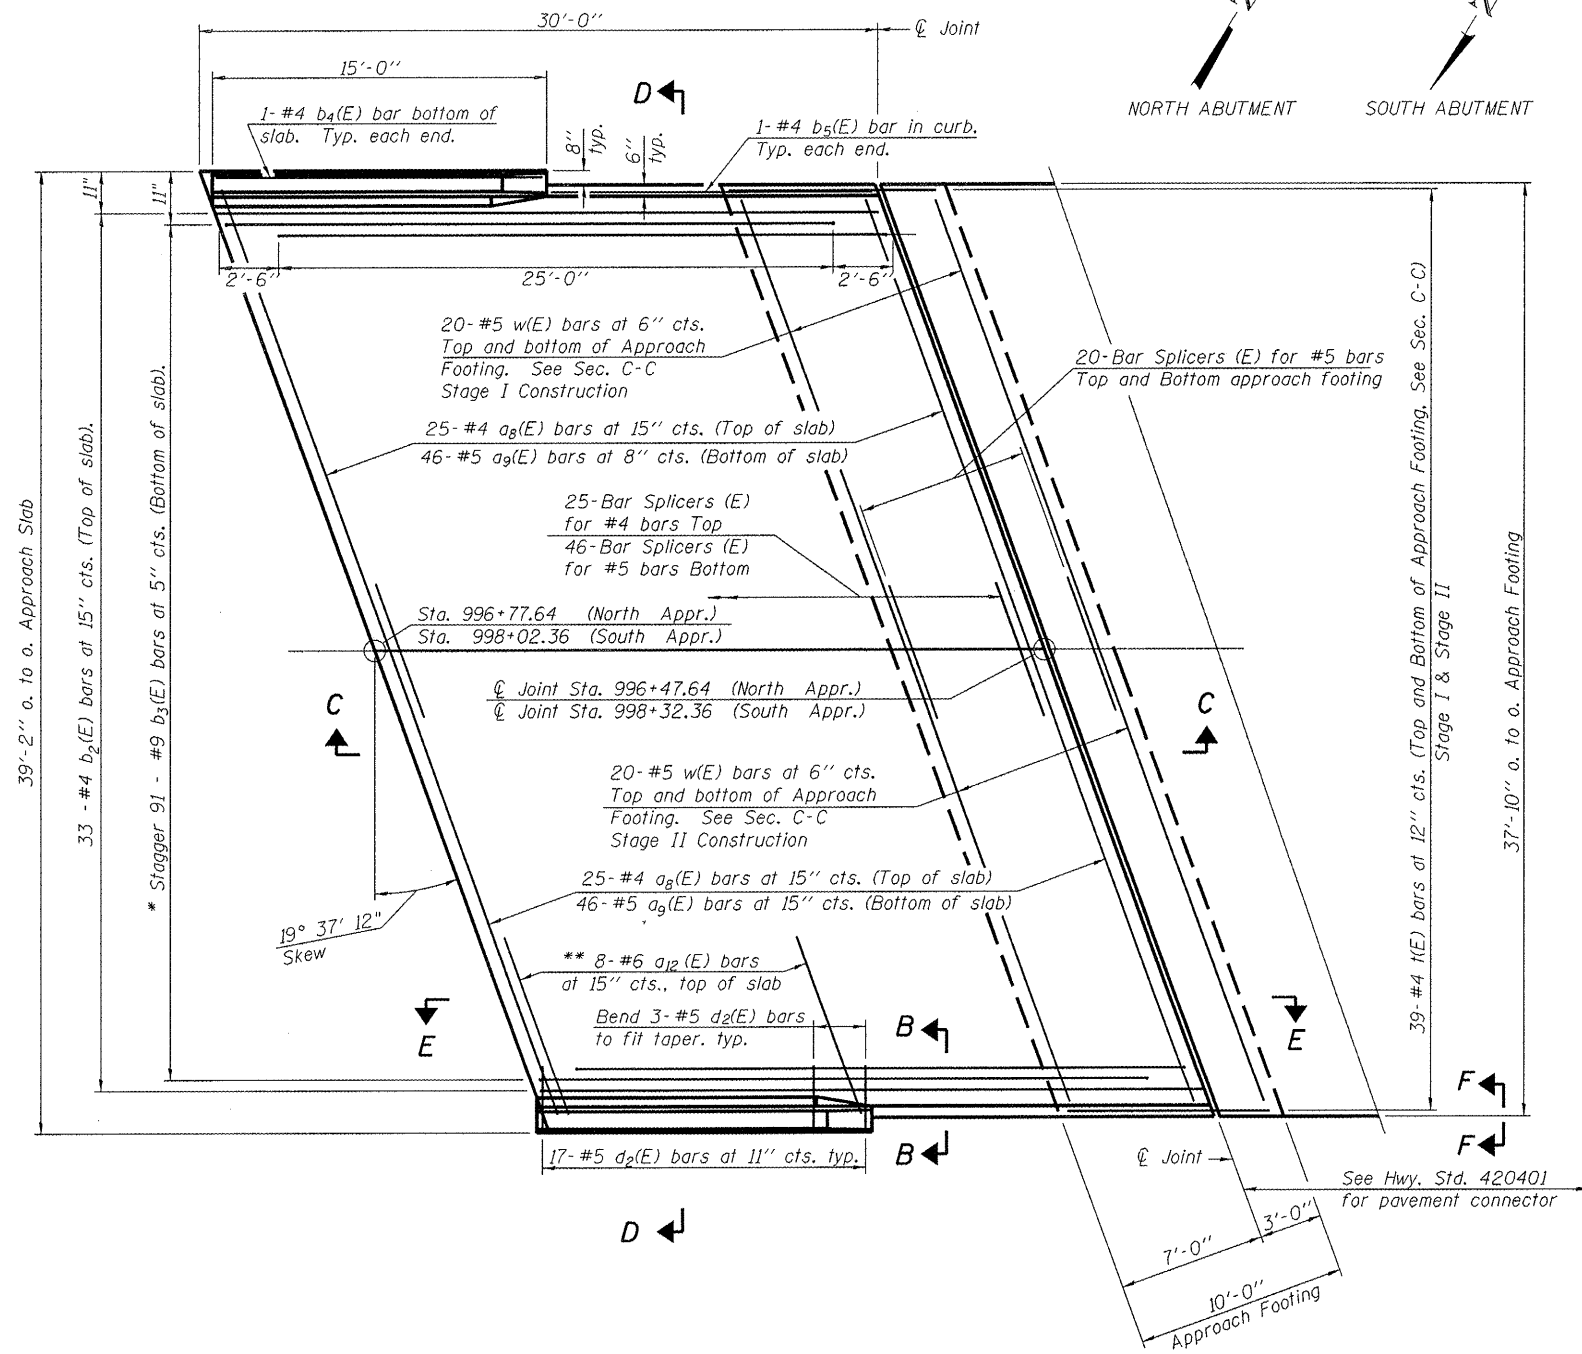 30'-0"
℄ Joint
N
N
NORTH ABUTMENT
SOUTH ABUTMENT
15'-0"
D
1- #4 b4(E) bar bottom of
slab. Typ. each end.
8"
typ.
6"
typ.
1- #4 b5(E) bar in curb.
Typ. each end.
11"
11"
2'-6"
25'-0"
2'-6"
20- #5 w(E) bars at 6" cts.
Top and bottom of Approach
Footing. See Sec. C-C
Stage I Construction
20-Bar Splicers (E) for #5 bars
Top and Bottom approach footing
25- #4 a8(E) bars at 15" cts. (Top of slab)
46- #5 a9(E) bars at 8" cts. (Bottom of slab)
25-Bar Splicers (E)
for #4 bars Top
46-Bar Splicers (E)
for #5 bars Bottom
39'-2" o. to o. Approach Slab
33 - #4 b2(E) bars at 15" cts. (Top of slab).
* Stagger 91 - #9 b3(E) bars at 5" cts. (Bottom of slab).
39- #4 t(E) bars at 12" cts. (Top and Bottom of Approach Footing, See Sec. C-C)
Stage I & Stage II
37'-10" o. to o. Approach Footing
Sta. 996+77.64 (North Appr.)
Sta. 998+02.36 (South Appr.)
℄ Joint Sta. 996+47.64 (North Appr.)
℄ Joint Sta. 998+32.36 (South Appr.)
C
C
20- #5 w(E) bars at 6" cts.
Top and bottom of Approach
Footing. See Sec. C-C
Stage II Construction
25- #4 a8(E) bars at 15" cts. (Top of slab)
46- #5 a9(E) bars at 15" cts. (Bottom of slab)
19° 37' 12"
Skew
** 8- #6 a12 (E) bars
at 15" cts., top of slab
Bend 3- #5 d2(E) bars
to fit taper. typ.
E
E
B
B
F
F
17- #5 d2(E) bars at 11" cts. typ.
℄ Joint
See Hwy. Std. 420401
for pavement connector
D
7'-0"
3'-0"
10'-0"
Approach Footing